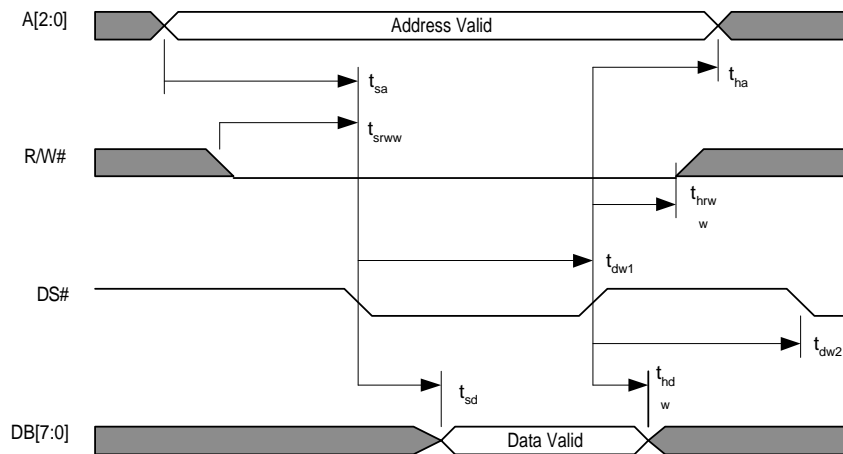 A[2:0]
Address Valid
t_sa
t_ha
t_srww
R/W#
t_hrw
w
t_dw1
DS#
t_dw2
t_sd
t_hd
w
DB[7:0]
Data Valid